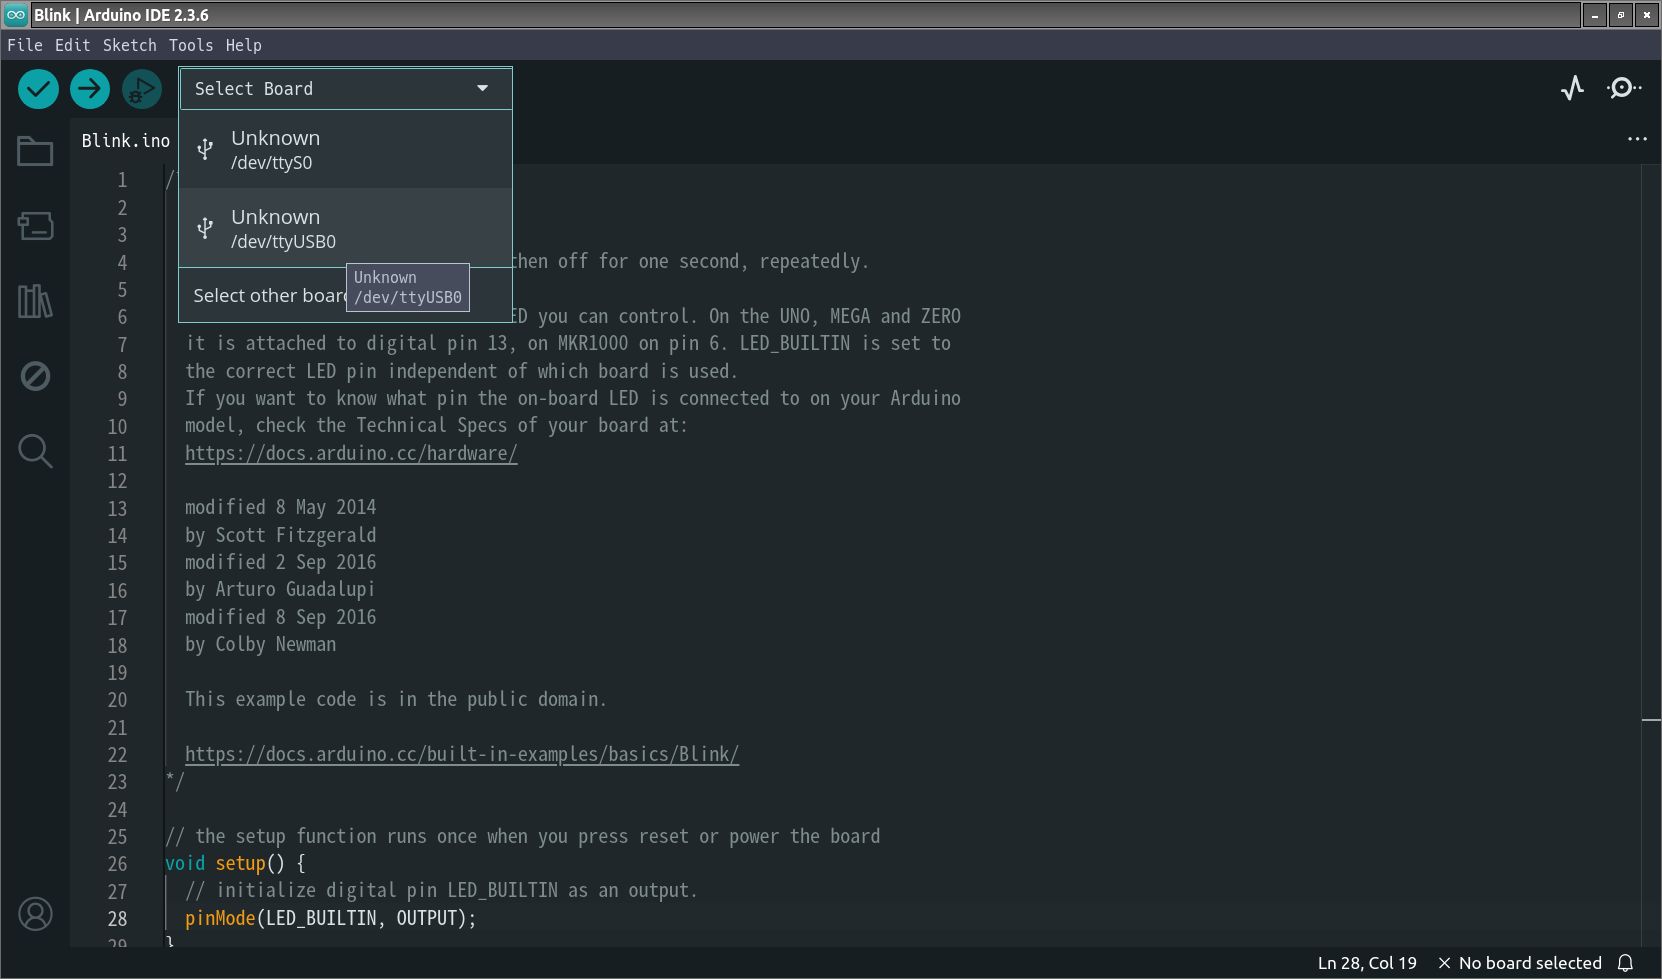 Blink | Arduino IDE 2.3.6
File Edit Sketch Tools Help
Select Board
Unknown
/dev/ttyS0
Unknown
/dev/ttyUSB0
Select other
Unknown
/dev/ttyUSB0
Blink.ino
1
2
3
4 then off for one second, repeatedly.
5
6 you can control. On the UNO, MEGA and ZERO
7 it is attached to digital pin 13, on MKR1000 on pin 6. LED_BUILTIN is set to
8 the correct LED pin independent of which board is used.
9 If you want to know what pin the on-board LED is connected to on your Arduino
10 model, check the Technical Specs of your board at:
11 https://docs.arduino.cc/hardware/
12
13 modified 8 May 2014
14 by Scott Fitzgerald
15 modified 2 Sep 2016
16 by Arturo Guadalupi
17 modified 8 Sep 2016
18 by Colby Newman
19
20 This example code is in the public domain.
21
22 https://docs.arduino.cc/built-in-examples/basics/Blink/
23 */
24
25 // the setup function runs once when you press reset or power the board
26 void setup() {
27 // initialize digital pin LED_BUILTIN as an output.
28 pinMode(LED_BUILTIN, OUTPUT);
29 }
Ln 28, Col 19 × No board selected